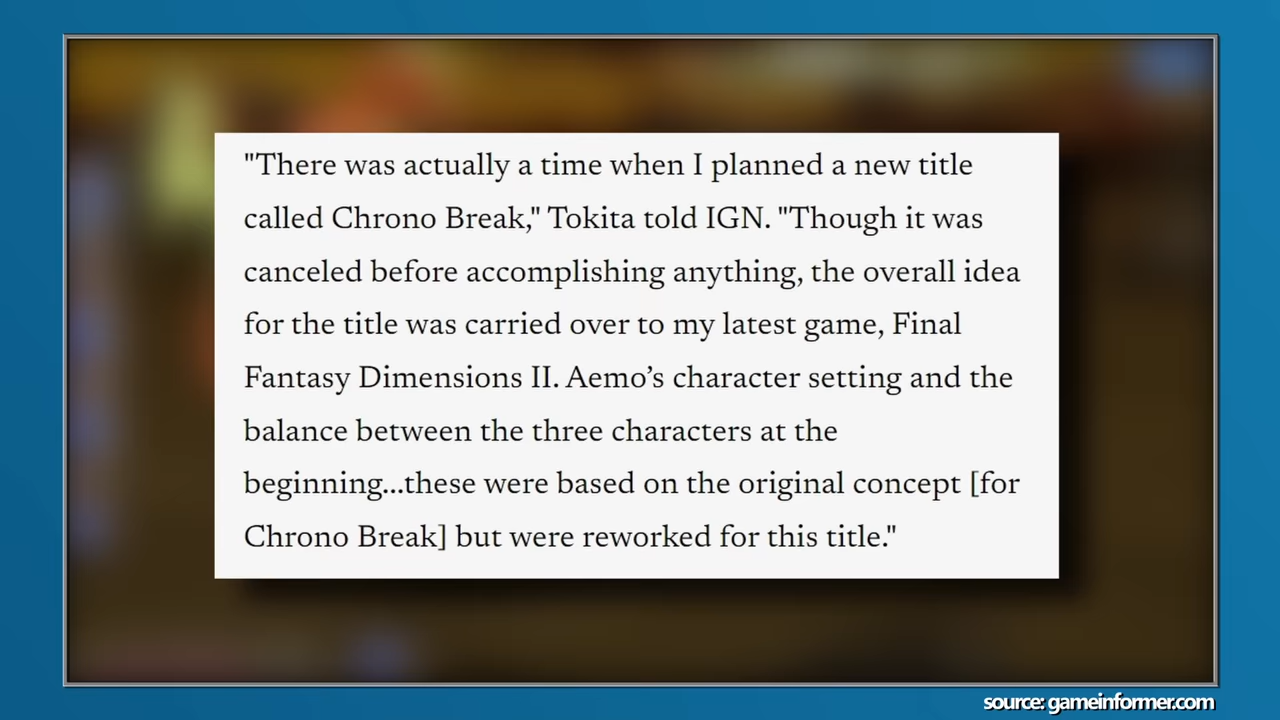 "There was actually a time when I planned a new title
called Chrono Break," Tokita told IGN. "Though it was
canceled before accomplishing anything, the overall idea
for the title was carried over to my latest game, Final
Fantasy Dimensions II. Aemo’s character setting and the
balance between the three characters at the
beginning...these were based on the original concept [for
Chrono Break] but were reworked for this title."
source: gameinformer.com